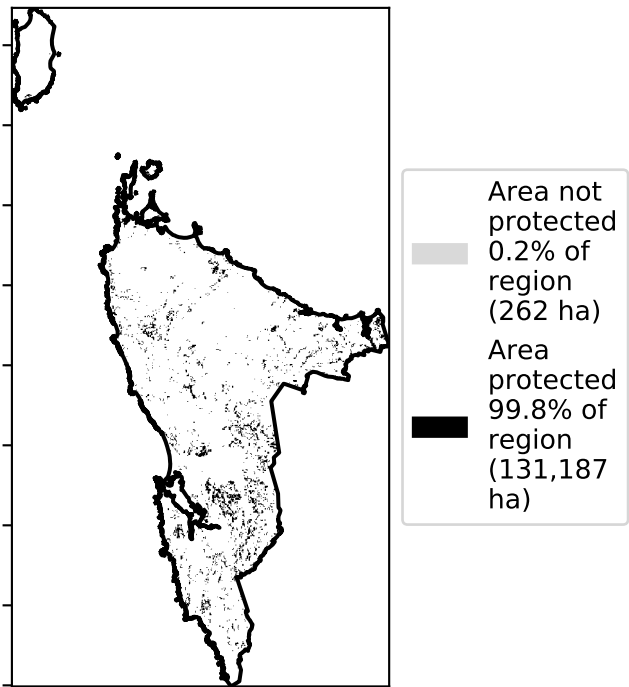 Area not
protected
0.2% of
region
(262 ha)
Area
protected
99.8% of
region
(131,187
ha)